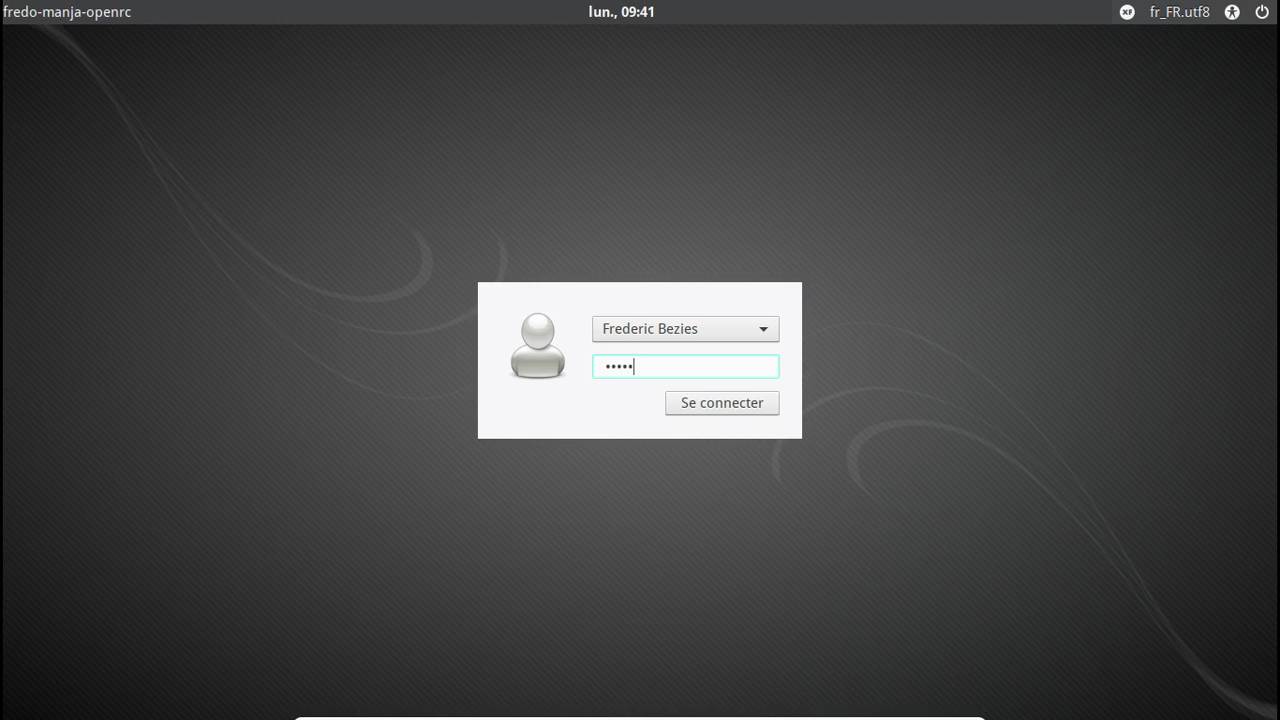 fredo-manja-openrc
lun., 09:41
fr_FR.utf8
Frederic Bezies
•••••
Se connecter